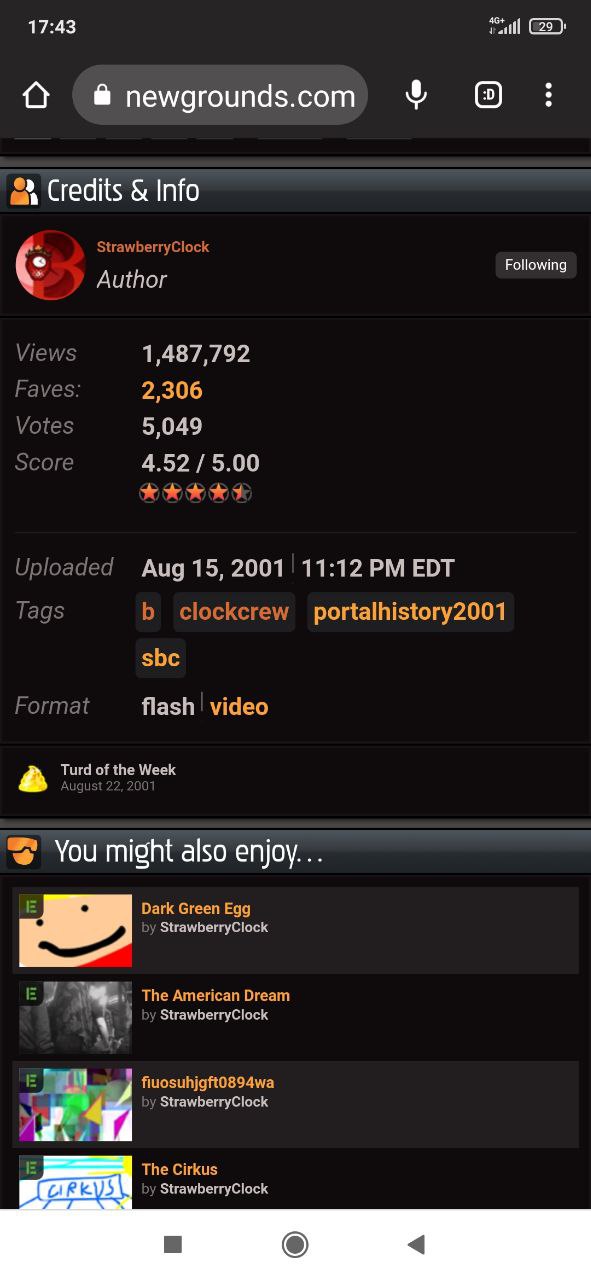 17:43
4G+
29
newgrounds.com
:D
Credits & Info
StrawberryClock
Author
Following
Views 1,487,792
Faves: 2,306
Votes 5,049
Score 4.52 / 5.00
Uploaded Aug 15, 2001 11:12 PM EDT
Tags b clockcrew portalhistory2001
sbc
Format flash video
Turd of the Week
August 22, 2001
You might also enjoy...
E
Dark Green Egg
by StrawberryClock
E
The American Dream
by StrawberryClock
E
fiuosuhjgft0894wa
by StrawberryClock
E
CIRKUS
The Cirkus
by StrawberryClock